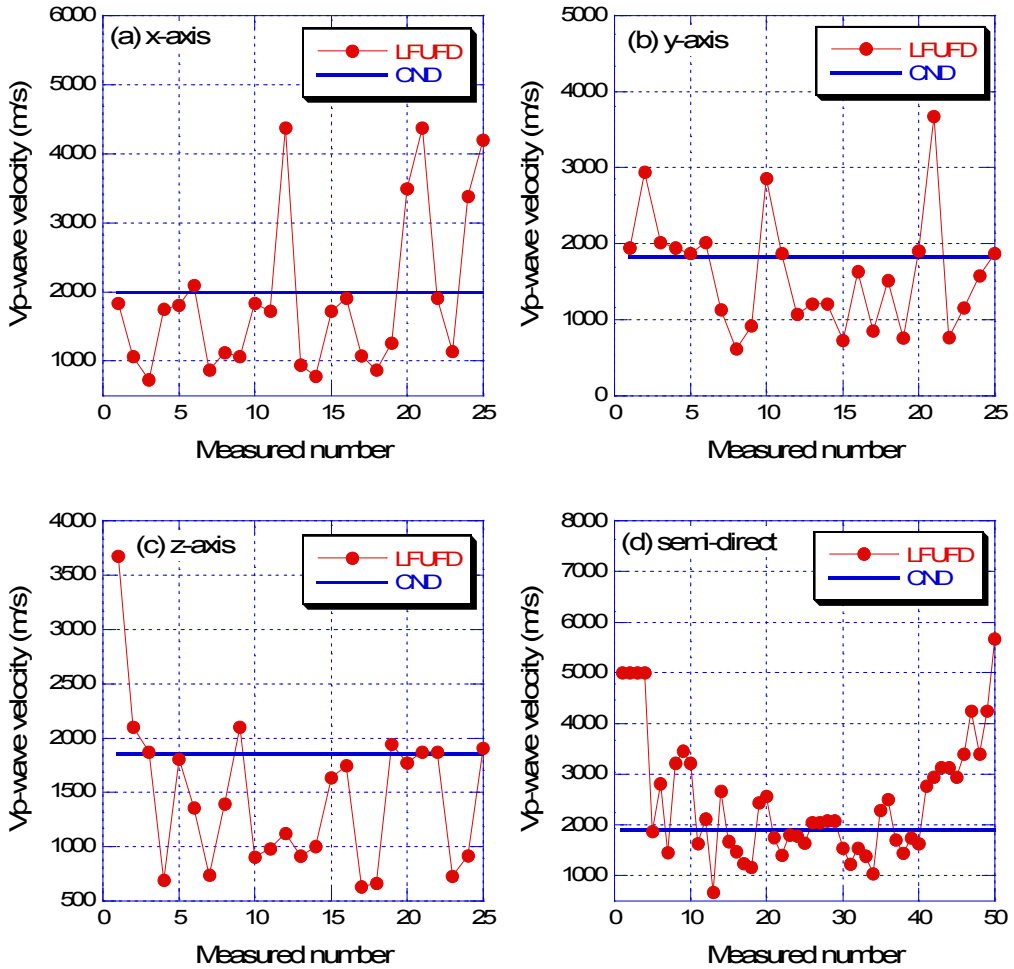 (a) x-axis
LFUFD
CND
Vp-wave velocity (m/s)
6000
5000
4000
3000
2000
1000
0 5 10 15 20 25
Measured number
(b) y-axis
LFUFD
CND
Vp-wave velocity (m/s)
5000
4000
3000
2000
1000
0
0 5 10 15 20 25
Measured number
(c) z-axis
LFUFD
CND
Vp-wave velocity (m/s)
4000
3500
3000
2500
2000
1500
1000
500
0 5 10 15 20 25
Measured number
(d) semi-direct
LFUFD
CND
Vp-wave velocity (m/s)
8000
7000
6000
5000
4000
3000
2000
1000
0 10 20 30 40 50
Measured number